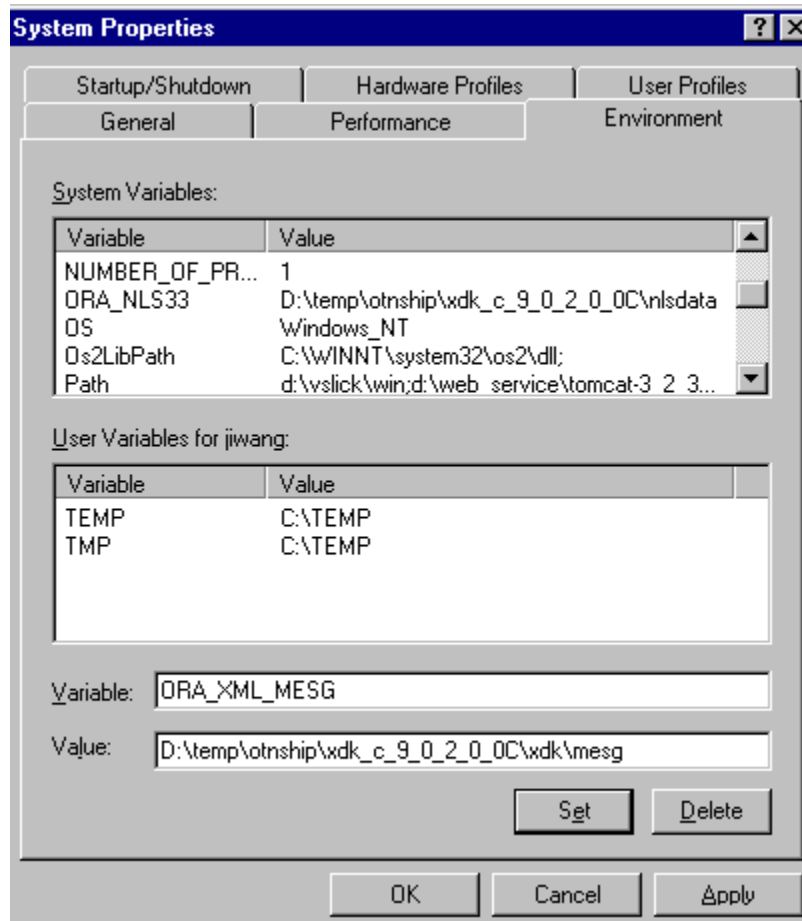 System Properties
Startup/Shutdown Hardware Profiles User Profiles
General Performance Environment
System Variables:
Variable Value
NUMBER_OF_PR... 1
ORA_NLS33 D:\temp\otnship\xdk_c_9_0_2_0_0C\nlsdata
OS Windows_NT
Os2LibPath C:\WINNT\system32\os2\dll;
Path d:\vslick\win;d:\web_service\tomcat-3_2_3...
User Variables for jiwang:
Variable Value
TEMP C:\TEMP
TMP C:\TEMP
Variable: ORA_XML_MESG
Value: D:\temp\otnship\xdk_c_9_0_2_0_0C\xdk\mesg
Set Delete
OK Cancel Apply